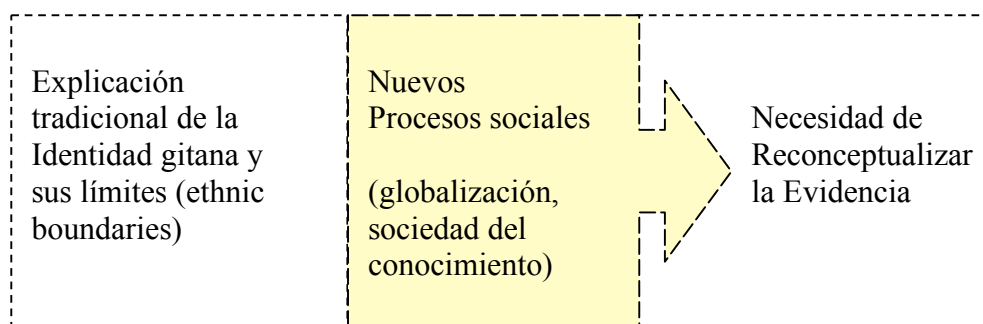 Explicación
tradicional de la
Identidad gitana y
sus límites (ethnic
boundaries)
Nuevos
Procesos sociales
(globalización,
sociedad del
conocimiento)
Necesidad de
Reconceptualizar
la Evidencia